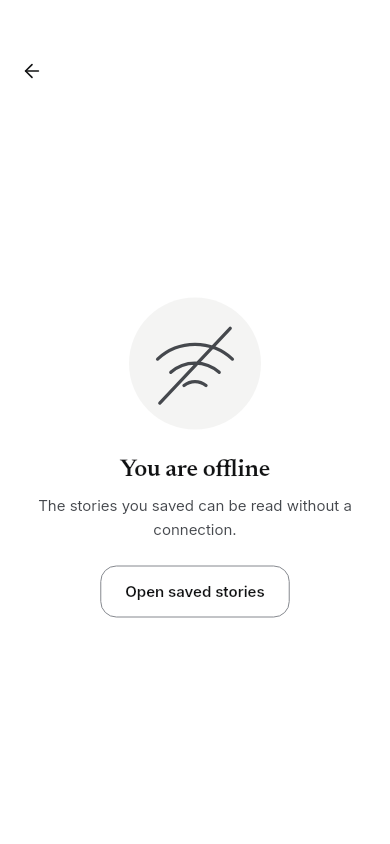 You are offline
The stories you saved can be read without a
connection.
Open saved stories